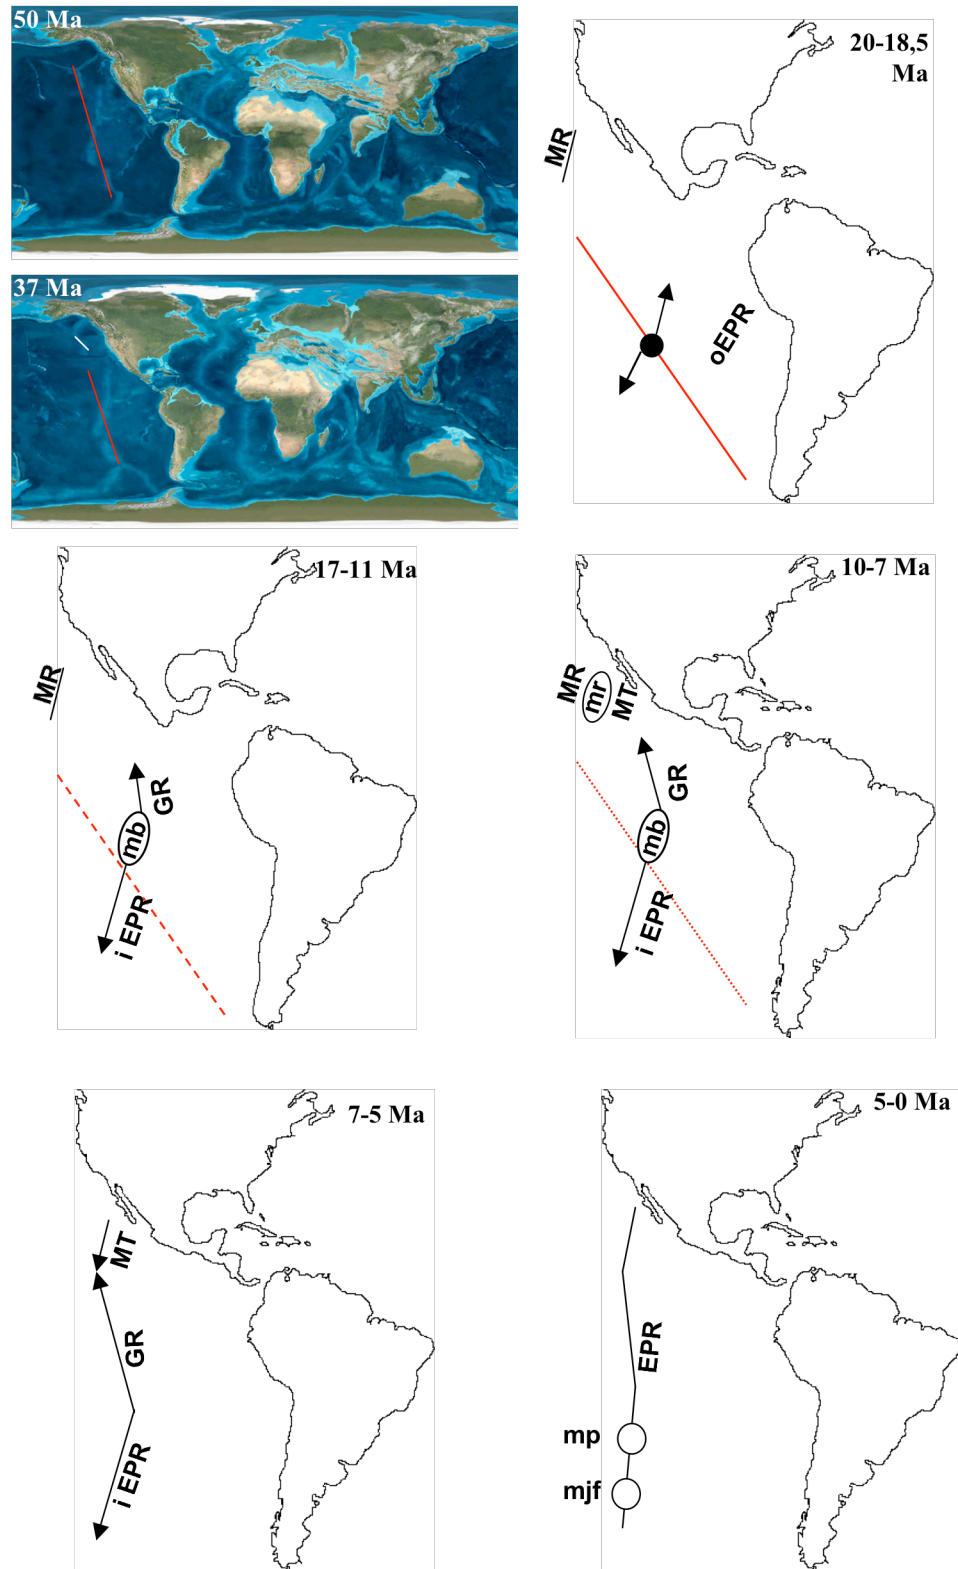 50 Ma
20-18,5
Ma
MR
oEPR
37 Ma
17-11 Ma
MR
GR
mb
i EPR
10-7 Ma
MR
mr
MT
GR
mb
i EPR
7-5 Ma
MT
GR
i EPR
5-0 Ma
EPR
mp
mjf